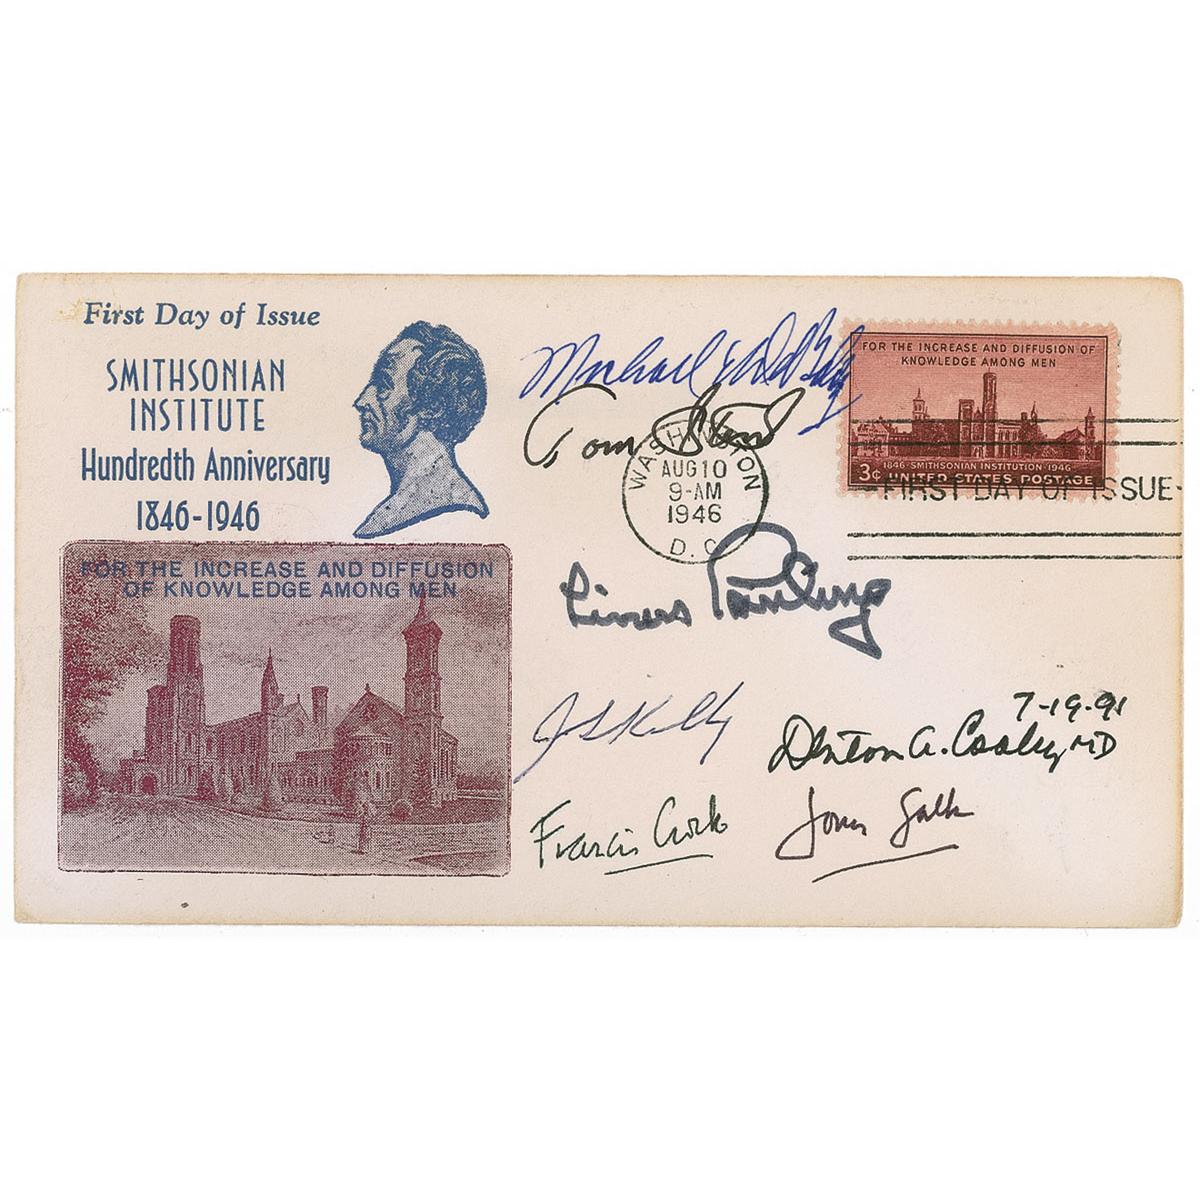 First Day of Issue
SMITHSONIAN
INSTITUTE
Hundredth Anniversary
1846-1946
FOR THE INCREASE AND DIFFUSION
OF KNOWLEDGE AMONG MEN
Michael E DeBakey
FOR THE INCREASE AND DIFFUSION OF
KNOWLEDGE AMONG MEN
1846·SMITHSONIAN INSTITUTION·1946
3¢ UNITED STATES POSTAGE
Tom
WASHINGTON
AUG 10
9-AM
1946
D. C.
FIRST DAY OF ISSUE
Linus Pauling
7-19-91
Denton A. Cooley, MD
Francis Crick
Jonas Salk